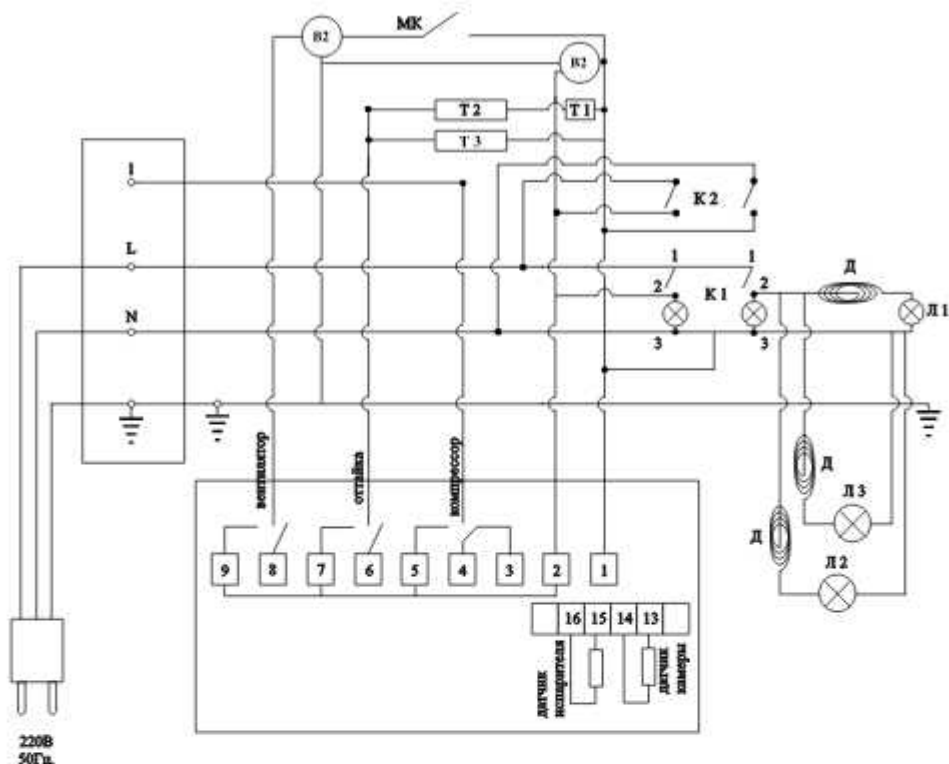 МК
В2
В2
Т 2
Т 1
Т 3
1
К 2
L
1
1
Д
2
К 1
2
Л 1
N
3
3
вентилятор
оттайка
компрессор
Д
Л 3
Д
Л 2
9 8 7 6 5 4 3 2 1
16 15 14 13
датчик
испарителя
датчик
камеры
220В
50Гц.